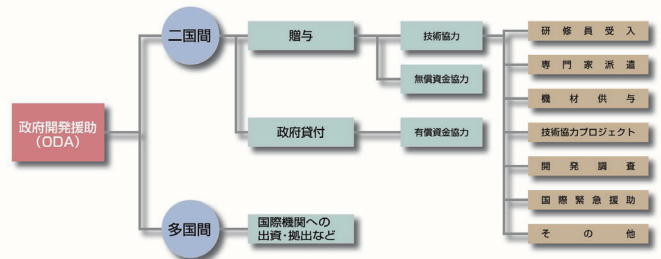 政府開発援助
（ODA）
二国間
贈与
技術協力
研修員受入
専門家派遣
機材供与
技術協力プロジェクト
開発調査
国際緊急援助
その他
無償資金協力
政府貸付
有償資金協力
多国間
国際機関への
出資・拠出など